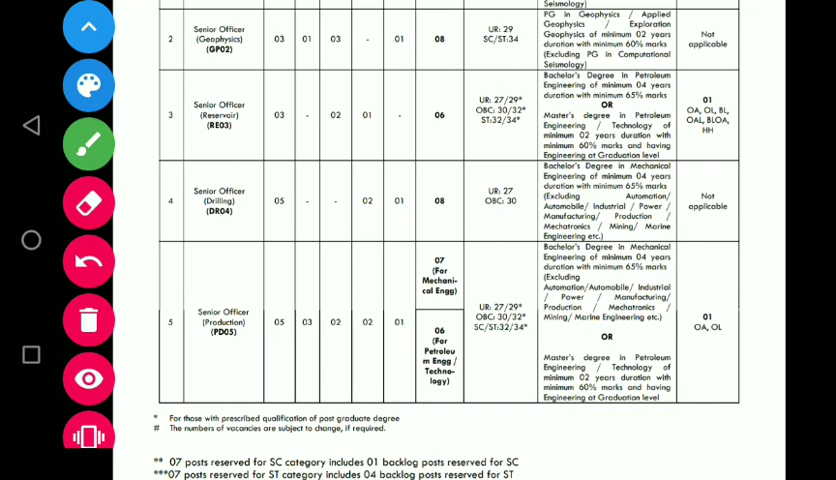 Seismology)
2
Senior Officer
(Geophysics)
(GP02)
03
01
03
-
01
08
UR: 29
SC/ST:34
PG in Geophysics / Applied
Geophysics / Exploration
Geophysics of minimum 02 years
duration with minimum 60% marks
(Excluding PG in Computational
Seismology)
Not
applicable
3
Senior Officer
(Reservoir)
(RE03)
03
-
02
01
-
06
UR: 27/29*
OBC: 30/32*
ST:32/34*
Bachelor's Degree in Petroleum
Engineering of minimum 04 years
duration with minimum 65% marks
OR
Master's degree in Petroleum
Engineering / Technology of
minimum 02 years duration with
minimum 60% marks and having
Engineering at Graduation level
01
OA, OL, BL,
OAL, BLOA,
HH
4
Senior Officer
(Drilling)
(DR04)
05
-
-
02
01
08
UR: 27
OBC: 30
Bachelor's Degree in Mechanical
Engineering of minimum 04 years
duration with minimum 65% marks
(Excluding Automation/
Automobile/ Industrial / Power /
Manufacturing/ Production /
Mechatronics / Mining/ Marine
Engineering etc.)
Not
applicable
5
Senior Officer
(Production)
(PD05)
05
03
02
02
01
07
(For
Mechani-
cal Engg)
06
(For
Petroleu
m Engg /
Techno-
logy)
UR: 27/29*
OBC: 30/32*
SC/ST:32/34*
Bachelor's Degree in Mechanical
Engineering of minimum 04 years
duration with minimum 65% marks
(Excluding
Automation/Automobile/ Industrial
/ Power / Manufacturing/
Production / Mechatronics /
Mining/ Marine Engineering etc.)
OR
Master's degree in Petroleum
Engineering / Technology of
minimum 02 years duration with
minimum 60% marks and having
Engineering at Graduation level
01
OA, OL
* For those with prescribed qualification of post graduate degree
# The numbers of vacancies are subject to change, if required.
** 07 posts reserved for SC category includes 01 backlog posts reserved for SC
***07 posts reserved for ST category includes 04 backlog posts reserved for ST